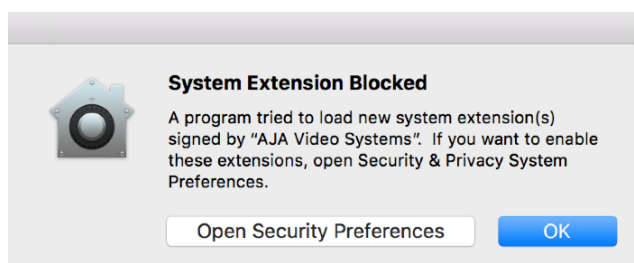 System Extension Blocked
A program tried to load new system extension(s)
signed by “AJA Video Systems”.  If you want to enable
these extensions, open Security & Privacy System
Preferences.
Open Security Preferences
OK